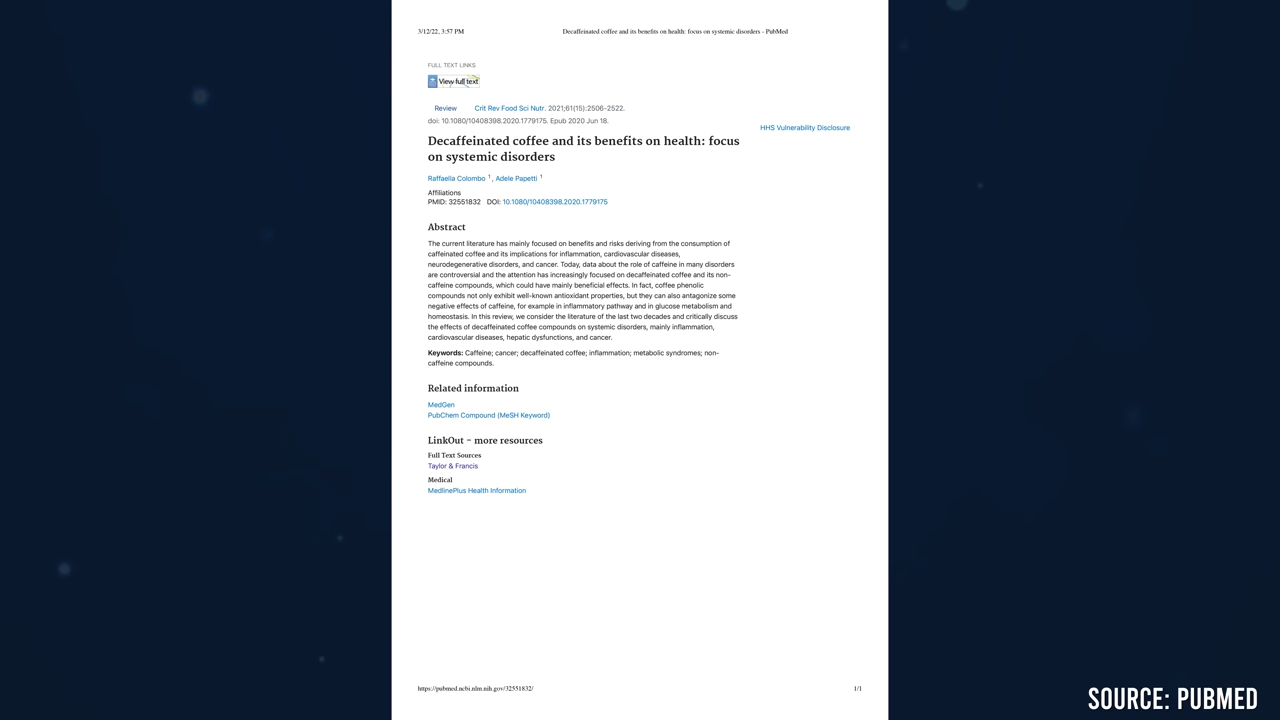 3/12/22, 3:57 PM
Decaffeinated coffee and its benefits on health: focus on systemic disorders - PubMed
FULL TEXT LINKS
View full text
Review Crit Rev Food Sci Nutr. 2021;61(15):2506-2522.
doi: 10.1080/10408398.2020.1779175. Epub 2020 Jun 18.
HHS Vulnerability Disclosure
Decaffeinated coffee and its benefits on health: focus
on systemic disorders
Raffaella Colombo 1, Adele Papetti 1
Affiliations
PMID: 32551832 DOI: 10.1080/10408398.2020.1779175
Abstract
The current literature has mainly focused on benefits and risks deriving from the consumption of
caffeinated coffee and its implications for inflammation, cardiovascular diseases,
neurodegenerative disorders, and cancer. Today, data about the role of caffeine in many disorders
are controversial and the attention has increasingly focused on decaffeinated coffee and its non-
caffeine compounds, which could have mainly beneficial effects. In fact, coffee phenolic
compounds not only exhibit well-known antioxidant properties, but they can also antagonize some
negative effects of caffeine, for example in inflammatory pathway and in glucose metabolism and
homeostasis. In this review, we consider the literature of the last two decades and critically discuss
the effects of decaffeinated coffee compounds on systemic disorders, mainly inflammation,
cardiovascular diseases, hepatic dysfunctions, and cancer.
Keywords: Caffeine; cancer; decaffeinated coffee; inflammation; metabolic syndromes; non-
caffeine compounds.
Related information
MedGen
PubChem Compound (MeSH Keyword)
LinkOut - more resources
Full Text Sources
Taylor & Francis
Medical
MedlinePlus Health Information
https://pubmed.ncbi.nlm.nih.gov/32551832/
1/1
SOURCE: PUBMED